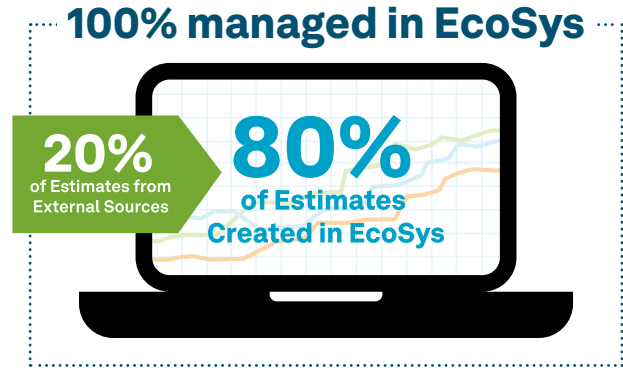 100% managed in EcoSys
20%
of Estimates from
External Sources
80%
of Estimates
Created in EcoSys